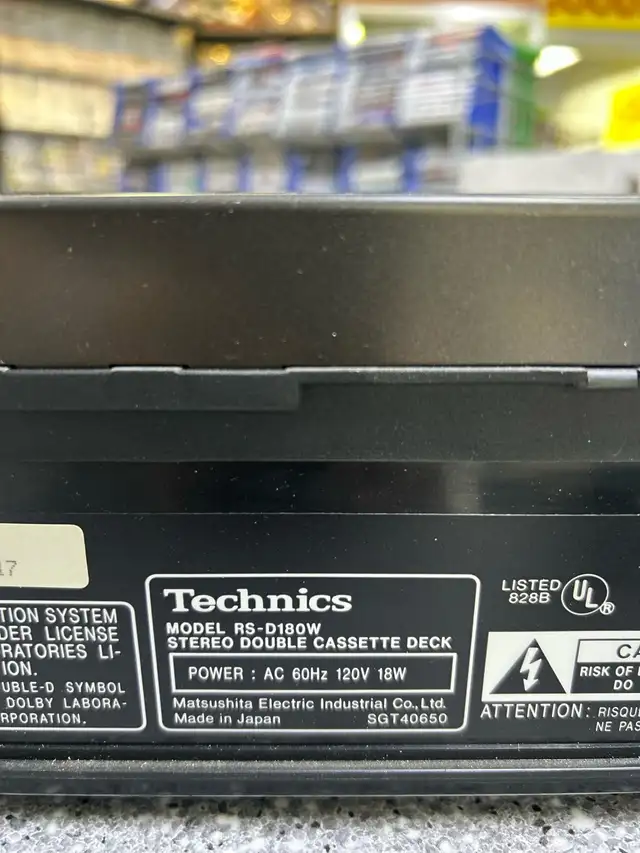 17
TION SYSTEM
DER LICENSE
RATORIES LI-
ION.
UBLE-D SYMBOL
DOLBY LABORA-
RPORATION.
Technics
MODEL RS-D180W
STEREO DOUBLE CASSETTE DECK
POWER : AC 60Hz 120V 18W
Matsushita Electric Industrial Co., Ltd.
Made in Japan SGT40650
LISTED
828B
UL®
CA
RISK OF
DO
ATTENTION: RISQU
NE PAS